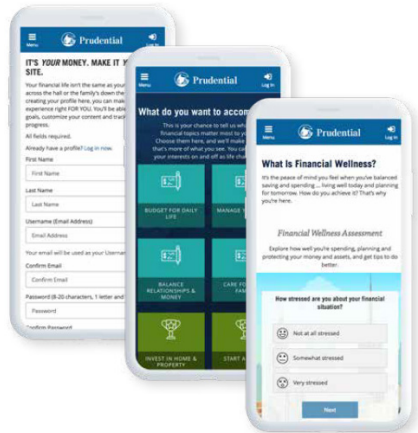 Menu
Prudential
Log In
IT'S YOUR MONEY. MAKE IT
SITE.
Your financial life isn't the same as your
across the hall or the family's down the
creating your profile here, you can mak
experience right FOR YOU. You'll be able
goals, customize your content and track
progress.
All fields required.
Already have a profile? Log in now.
First Name
First Name
Last Name
Last Name
Username (Email Address)
Email Address
Your email will be used as your Usernam
Confirm Email
Confirm Email
Password (8-20 characters, 1 letter and
Password
Confirm Password
Menu
Prudential
Log In
What do you want to accom
This is your chance to tell us wha
financial topics matter most to yo
Choose them here, and we'll make
that's more of what you see. You can
your interests on and off as life cha
BUDGET FOR DAILY
LIFE
MANAGE
BALANCE
RELATIONSHIPS &
MONEY
CARE FO
FAM
INVEST IN HOME &
PROPERTY
START A
Menu
Prudential
Log In
What Is Financial Wellness?
It's the peace of mind you feel when you've balanced
saving and spending ... living well today and planning
for tomorrow. How do you achieve it? That's why
you're here.
Financial Wellness Assessment
Explore how well you're spending, planning and
protecting your money and assets, and get tips to do
better.
How stressed are you about your financial
situation?
Not at all stressed
Somewhat stressed
Very stressed
Next